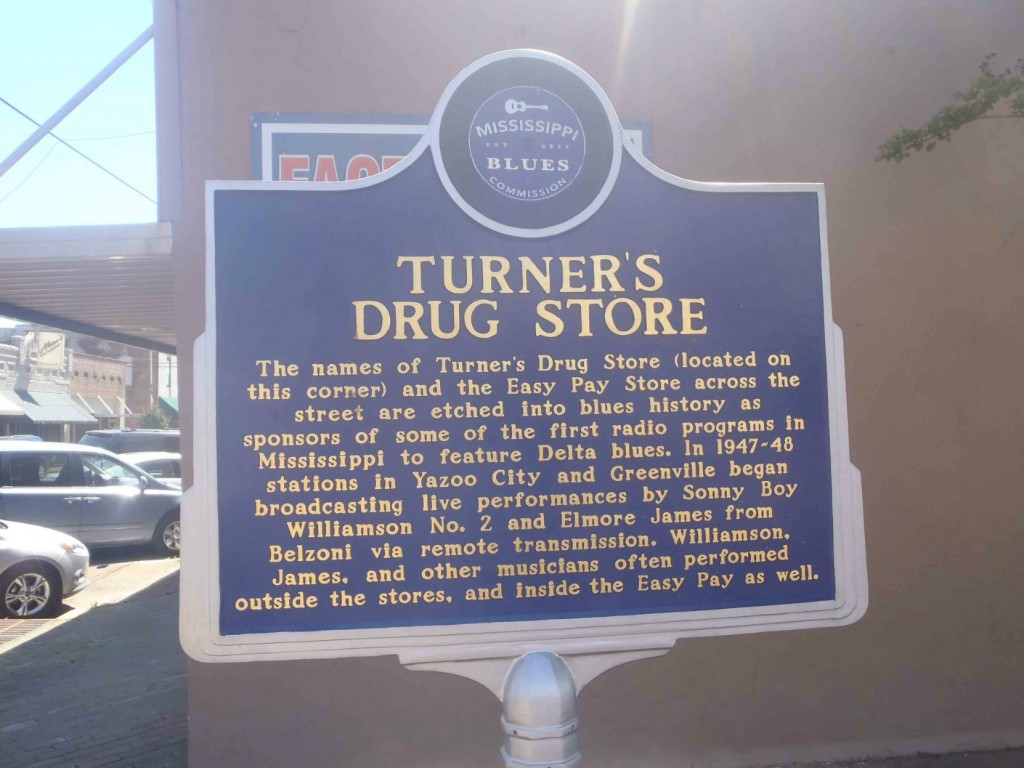 MISSISSIPPI
BLUES
COMMISSION
TURNER'S
DRUG STORE
The names of Turner's Drug Store (located on
this corner) and the Easy Pay Store across the
street are etched into blues history as
sponsors of some of the first radio programs in
Mississippi to feature Delta blues. In 1947-48
stations in Yazoo City and Greenville began
broadcasting live performances by Sonny Boy
Williamson No. 2 and Elmore James from
Belzoni via remote transmission. Williamson,
James, and other musicians often performed
outside the stores, and inside the Easy Pay as well.